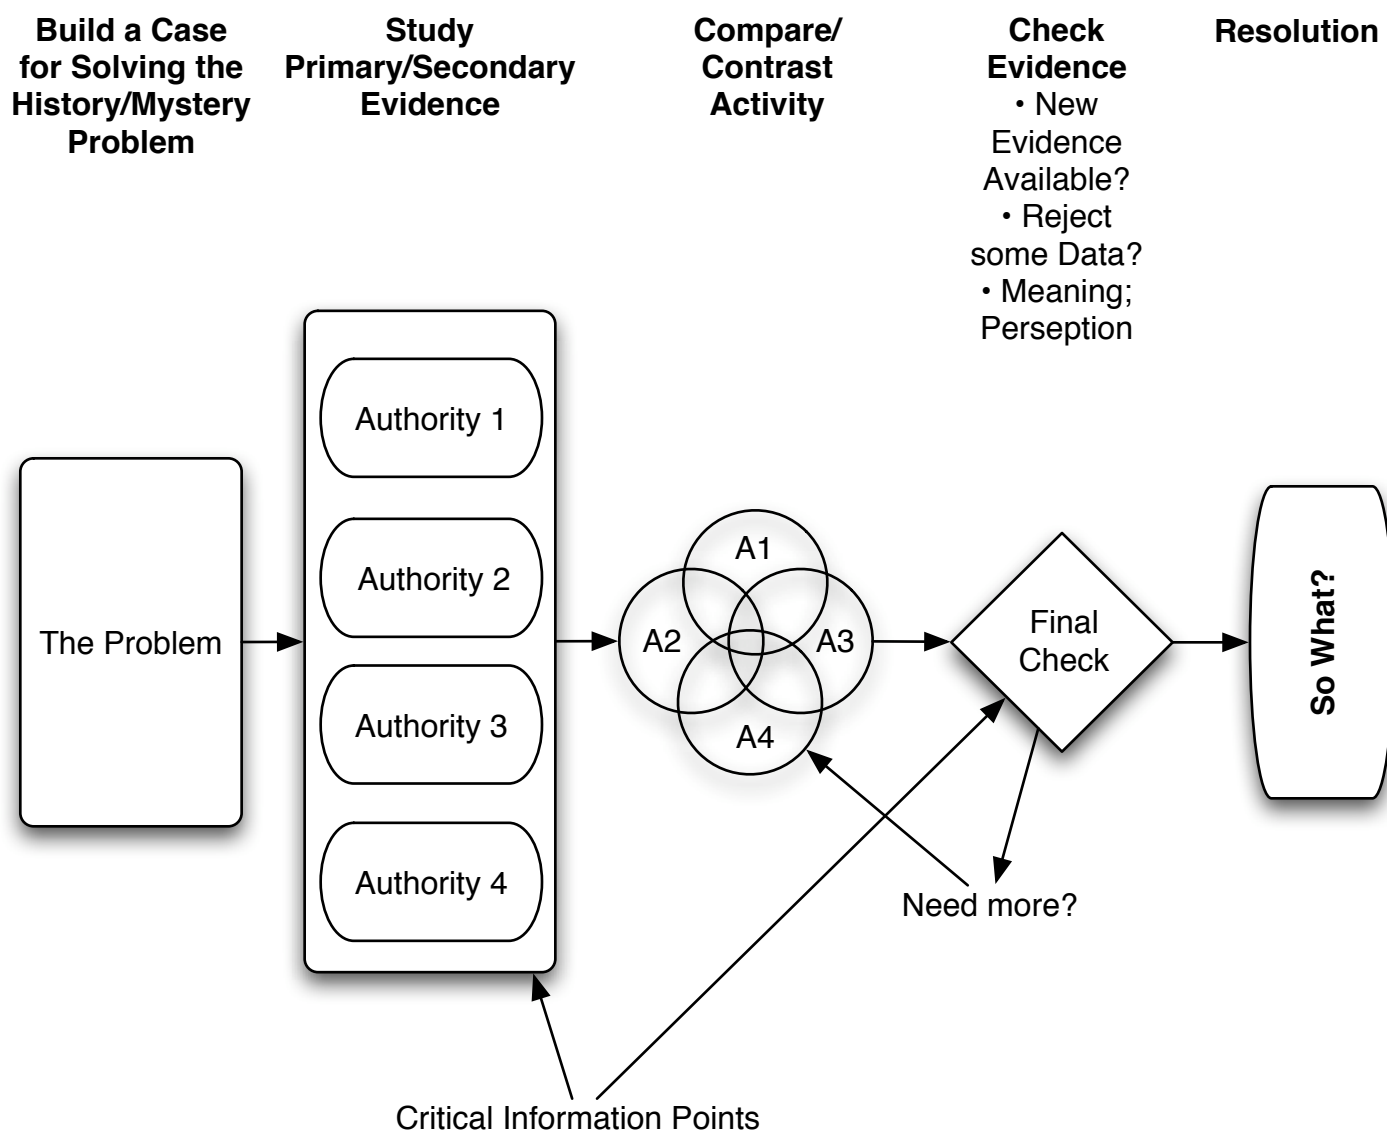 Build a Case
for Solving the
History/Mystery
Problem
Study
Primary/Secondary
Evidence
Compare/
Contrast
Activity
Check
Evidence
• New
Evidence
Available?
• Reject
some Data?
• Meaning;
Perseption
Resolution
The Problem
Authority 1
Authority 2
Authority 3
Authority 4
A1
A2
A3
A4
Final
Check
So What?
Need more?
Critical Information Points